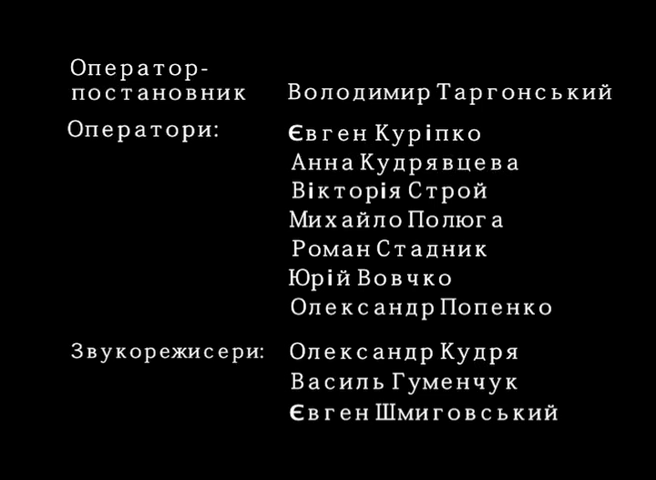 Оператор-
постановник Володимир Таргонський
Оператори: Євген Куріпко
Анна Кудрявцева
Вікторія Строй
Михайло Полюга
Роман Стадник
Юрій Вовчко
Олександр Попенко
Звукорежисери: Олександр Кудря
Василь Гуменчук
Євген Шмиговський